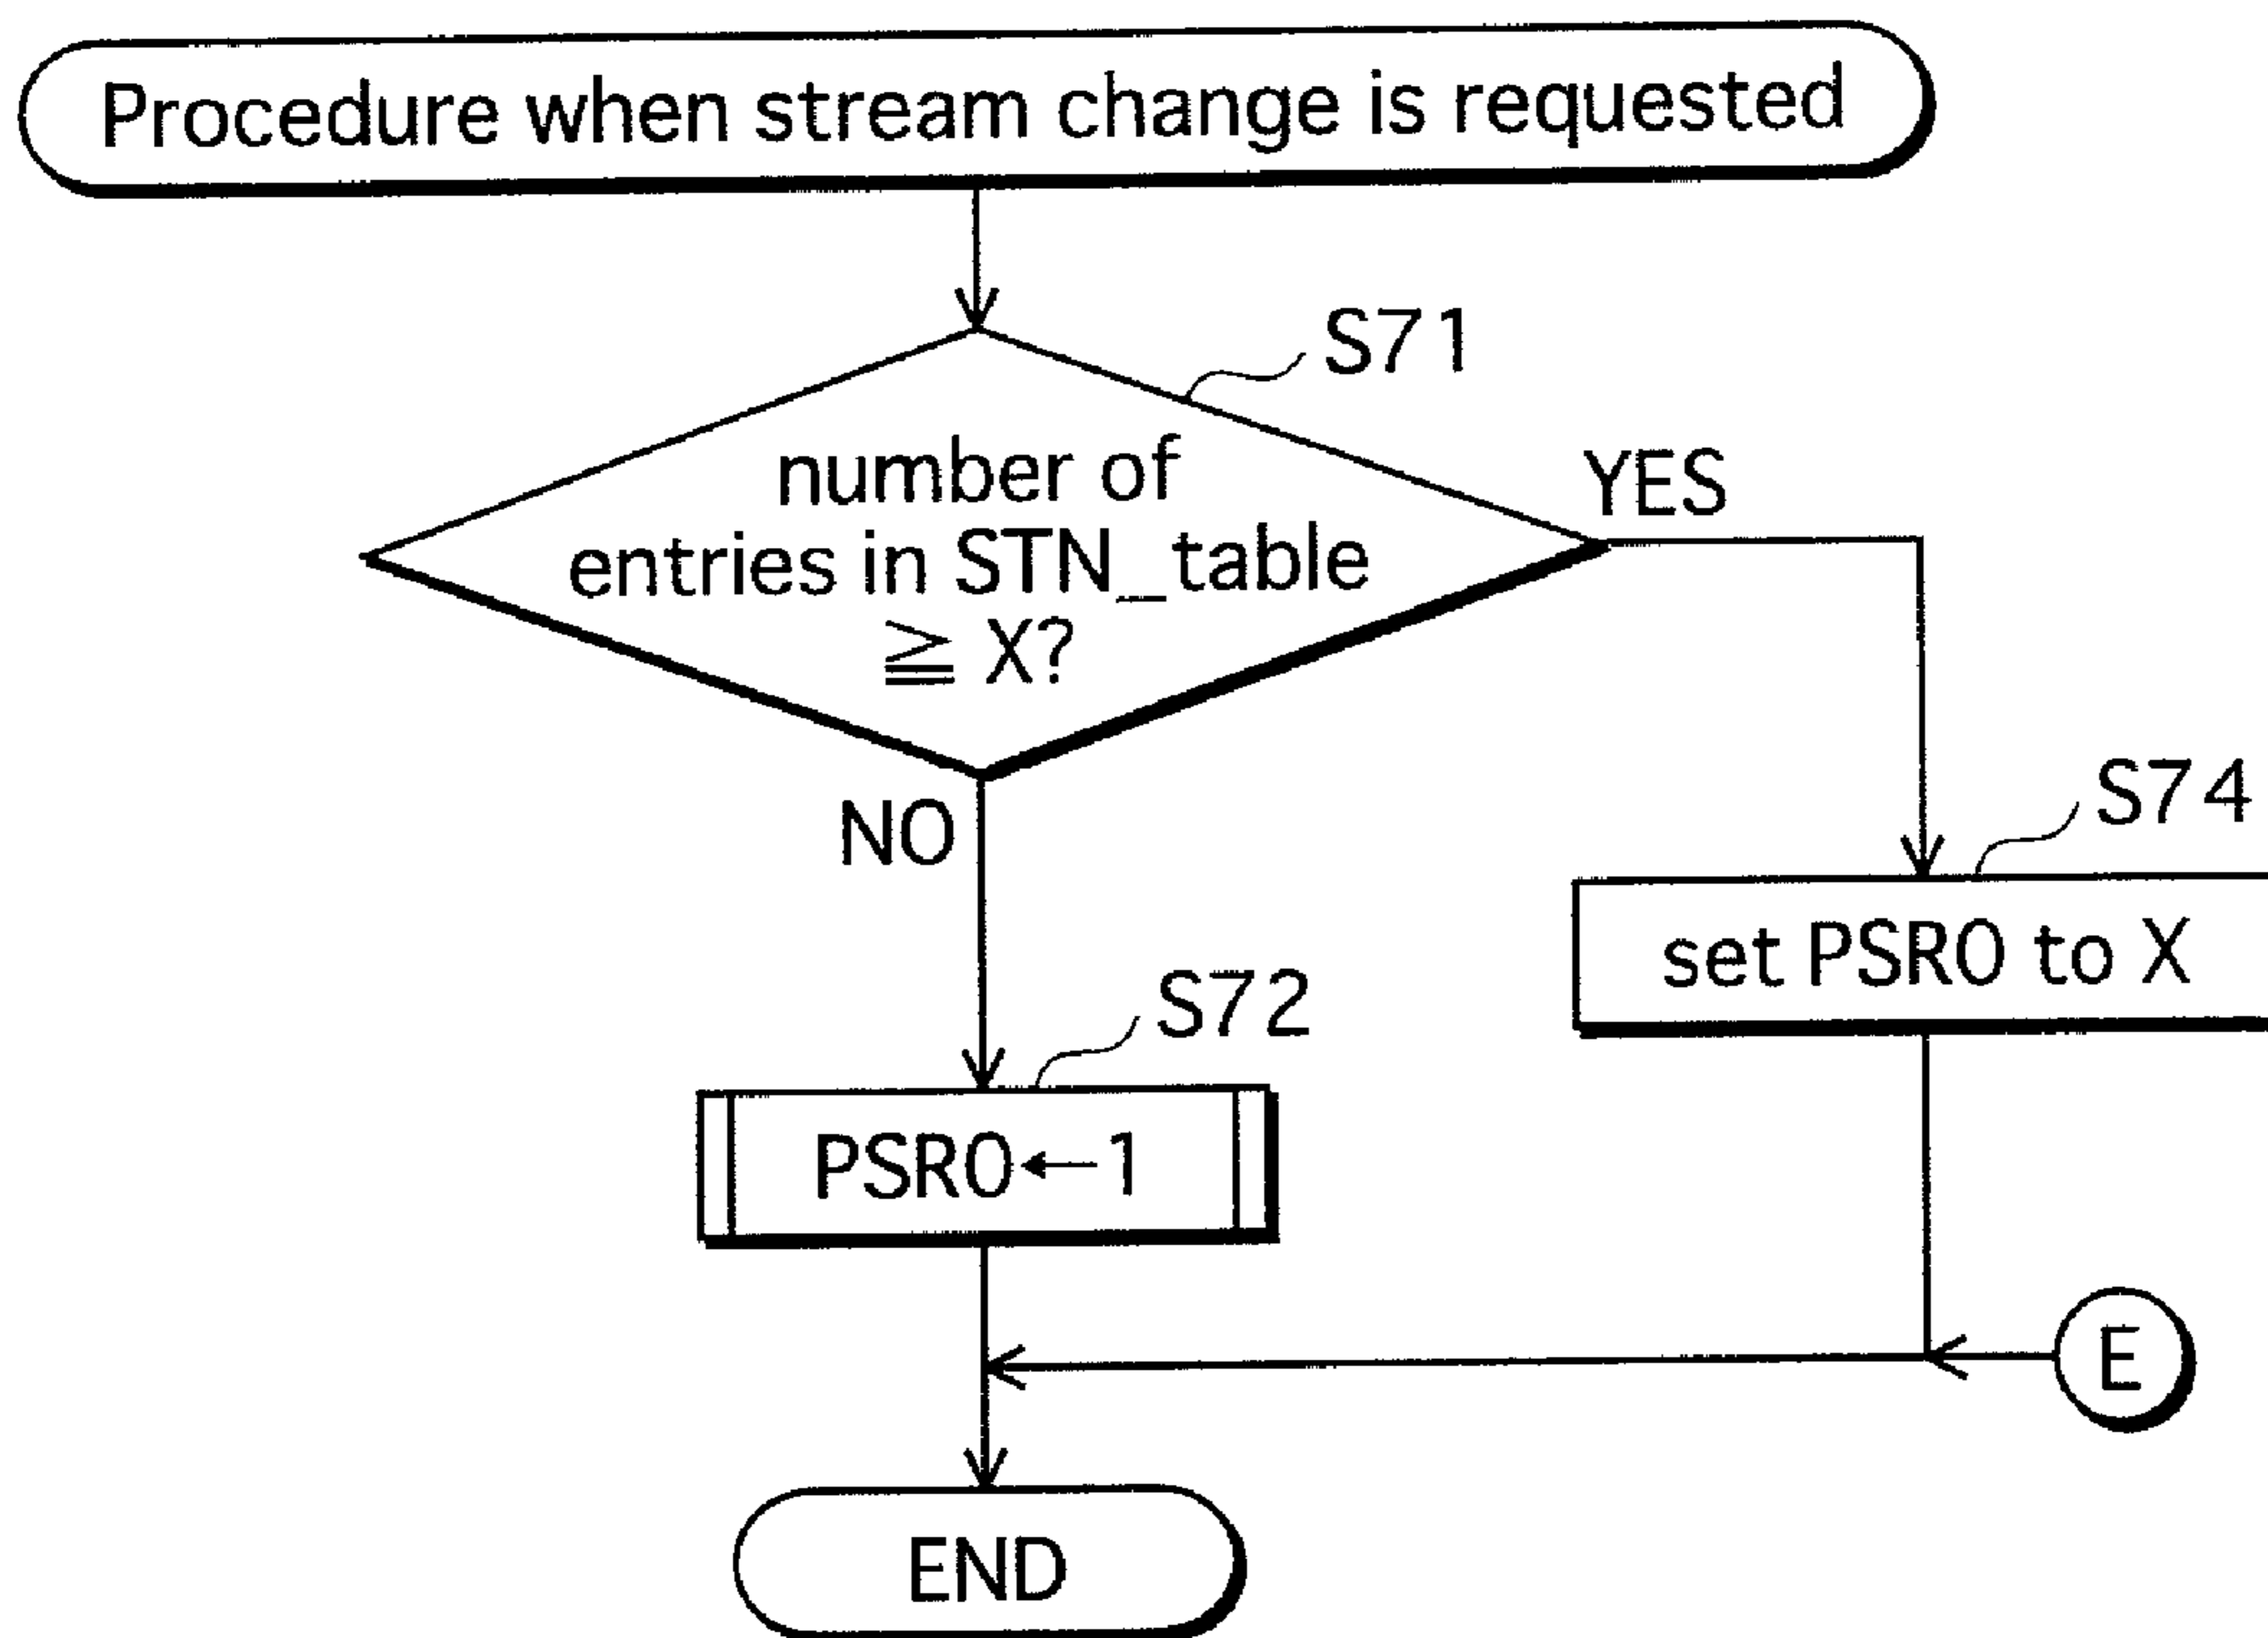 Procedure when stream change is requested
S71
number of
entries in STN_table
≧ X?
YES
NO
S74
set PSR0 to X
S72
PSR0←1
E
END